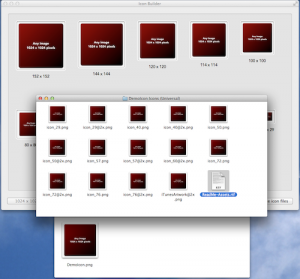 Icon Builder
Any image
1024 x 1024 pixels
Any image
1024 x 1024 pixels
Any image
1024 x 1024 pixels
Any image
1024 x 1024 pixels
Any image
1024 x 1024 pixels
152 x 152
144 x 144
120 x 120
114 x 114
100 x 100
icon_29.png
icon_29@2x.png
icon_40.png
icon_40@2x.png
icon_50.png
icon_50@2x.png
icon_57.png
icon_57@2x.png
icon_60@2x.png
icon_72.png
icon_72@2x.png
icon_76.png
icon_76@2x.png
iTunesArtwork@2x
.png
ReadMe-Assets.rtf
icon files
Demoicon.png